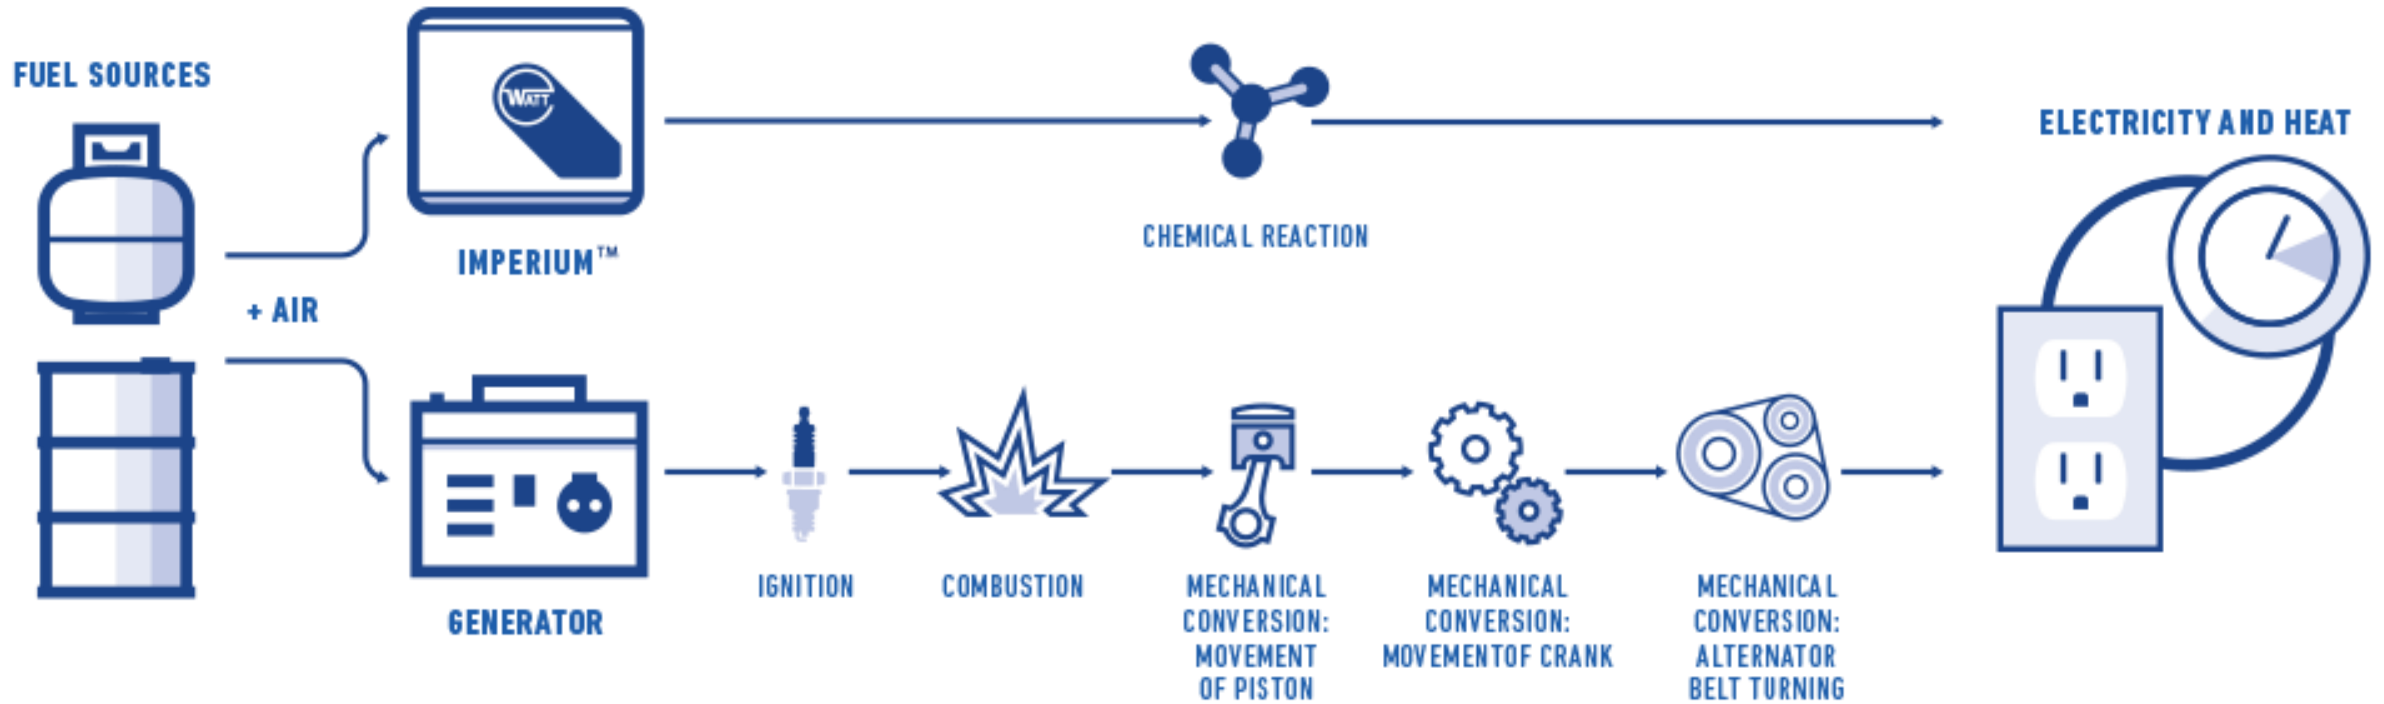 FUEL SOURCES
+ AIR
WATT
IMPERIUM™
CHEMICAL REACTION
ELECTRICITY AND HEAT
GENERATOR
IGNITION
COMBUSTION
MECHANICAL
CONVERSION:
MOVEMENT
OF PISTON
MECHANICAL
CONVERSION:
MOVEMENTOF CRANK
MECHANICAL
CONVERSION:
ALTERNATOR
BELT TURNING